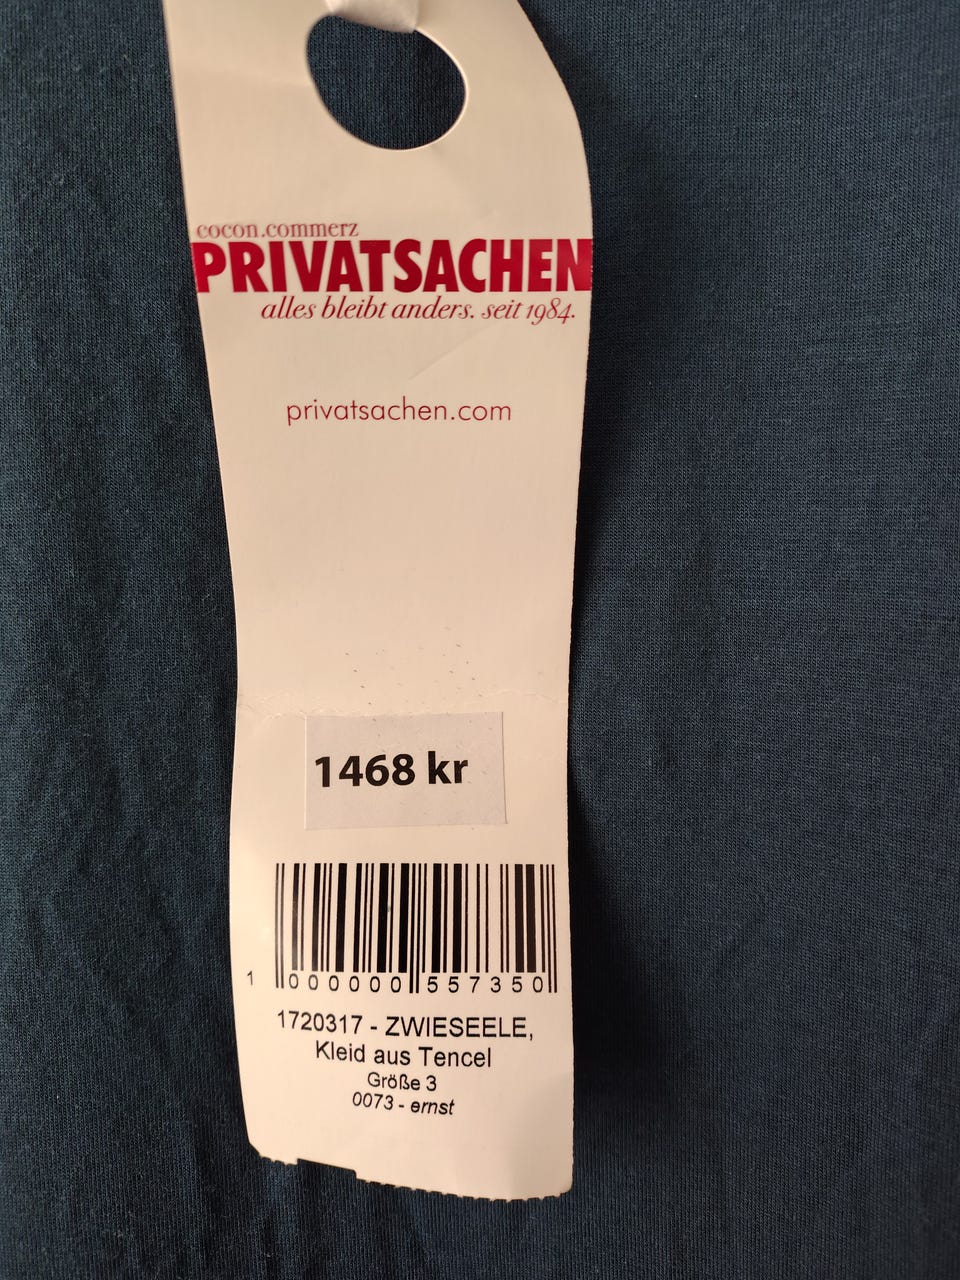 cocon.commerz
PRIVATSACHEN
alles bleibt anders. seit 1984.
privatsachen.com
1468 kr
1 000000 557350
1720317 - ZWIESEELE,
Kleid aus Tencel
Größe 3
0073 - ernst